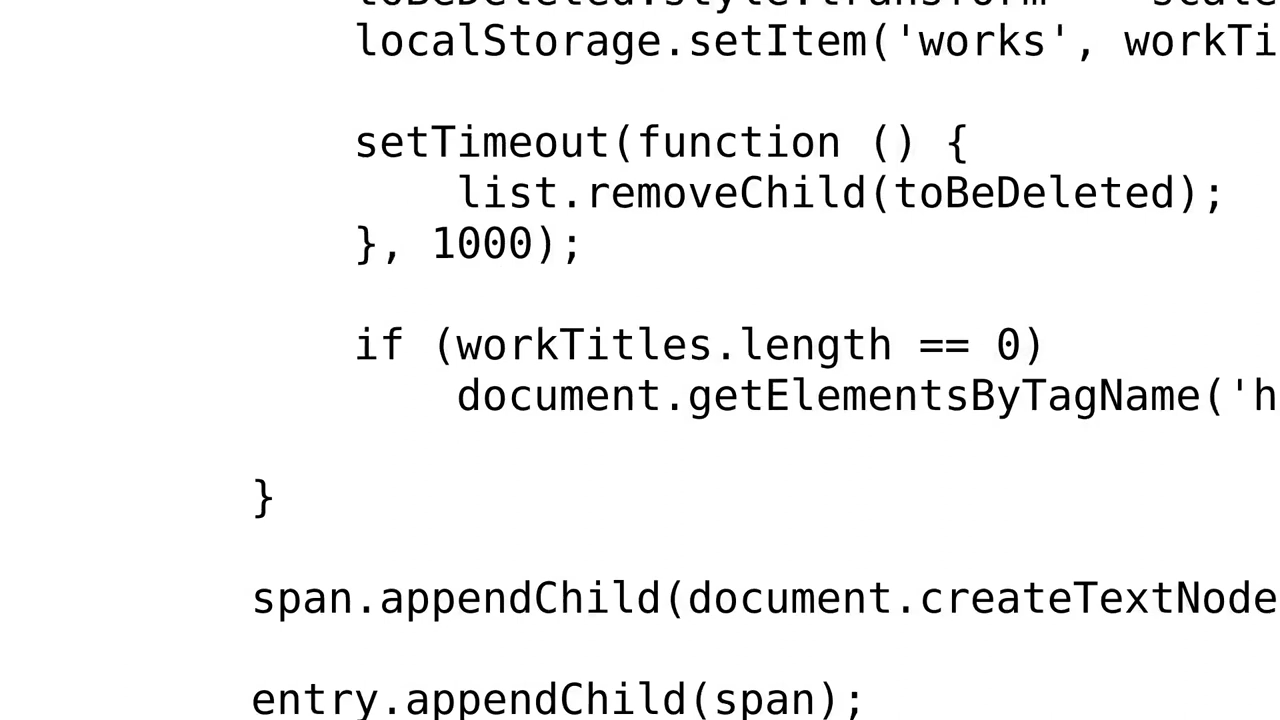 localStorage.setItem('works', workTi
setTimeout(function () {
list.removeChild(toBeDeleted);
}, 1000);
if (workTitles.length == 0)
document.getElementsByTagName('h
}
span.appendChild(document.createTextNode
entry.appendChild(span);